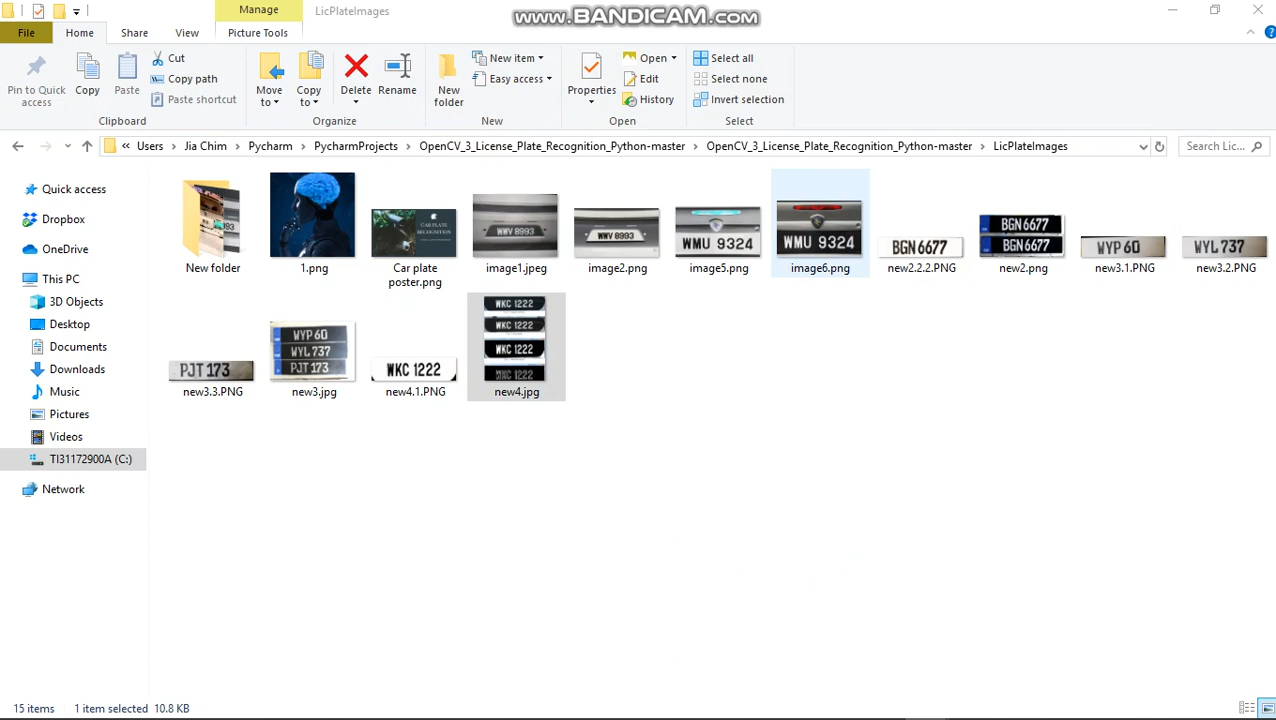 Manage
LicPlateImages
www.BANDICAM.com
File
Home
Share
View
Picture Tools
Pin to Quick access
Copy
Paste
Cut
Copy path
Paste shortcut
Clipboard
Move to
Copy to
Delete
Rename
Organize
New folder
New item
Easy access
New
Properties
Open
Edit
History
Open
Select all
Select none
Invert selection
Select
« Users > Jia Chim > Pycharm > PycharmProjects > OpenCV_3_License_Plate_Recognition_Python-master > OpenCV_3_License_Plate_Recognition_Python-master > LicPlateImages
Search Lic...
Quick access
Dropbox
OneDrive
This PC
3D Objects
Desktop
Documents
Downloads
Music
Pictures
Videos
TI31172900A (C:)
Network
New folder
1.png
CAR PLATE
RECOGNITION
Car plate
poster.png
WWV 8993
image1.jpeg
WWV 8993
image2.png
WMU 9324
image5.png
WMU 9324
image6.png
BGN 6677
new2.2.2.PNG
BGN 6677
BGN 6677
new2.png
WYP 60
new3.1.PNG
WYL 737
new3.2.PNG
PJT 173
new3.3.PNG
WYP 60
WYL 737
PJT 173
new3.jpg
WKC 1222
new4.1.PNG
WKC 1222
WKC 1222
WKC 1222
WKC 1222
new4.jpg
15 items
1 item selected 10.8 KB